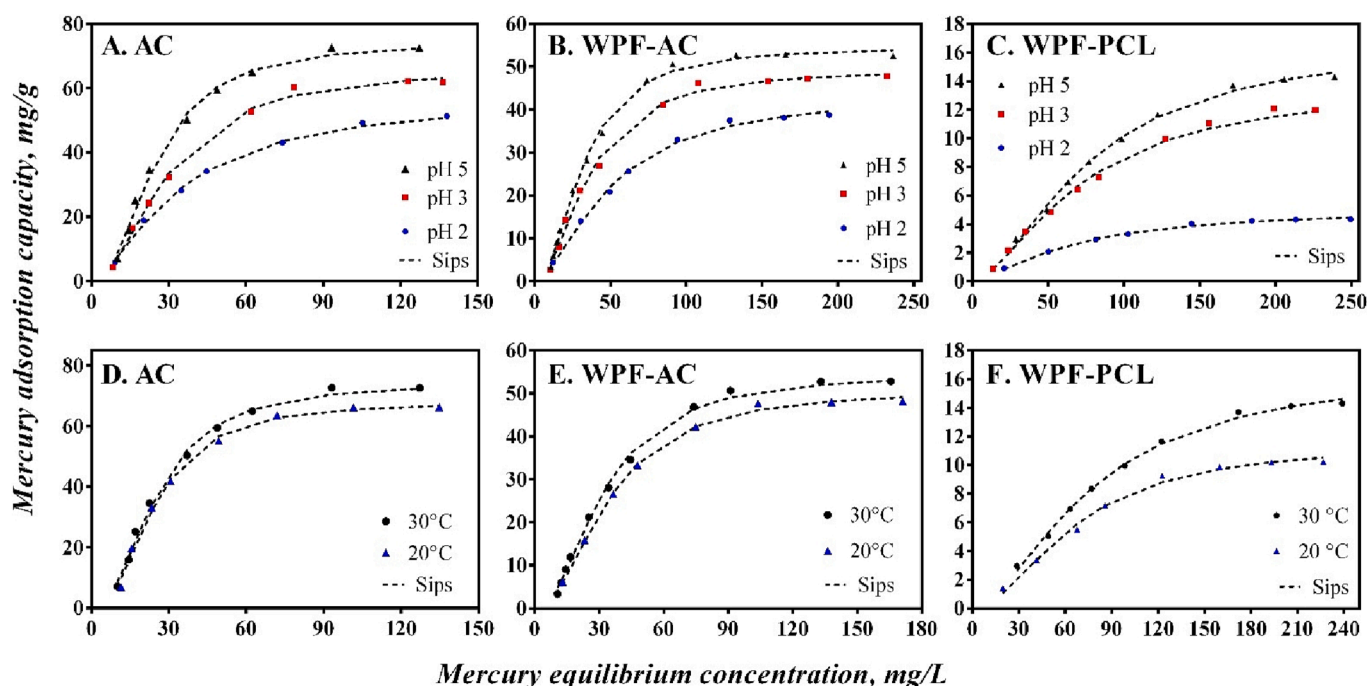 Mercury adsorption capacity, mg/g
A. AC
80
60
40
20
0
0 30 60 90 120 150
pH 5
pH 3
pH 2
Sips
B. WPF-AC
60
50
40
30
20
10
0
0 50 100 150 200 250
pH 5
pH 3
pH 2
Sips
C. WPF-PCL
18
16
14
12
10
8
6
4
2
0
0 50 100 150 200 250
pH 5
pH 3
pH 2
Sips
D. AC
80
60
40
20
0
0 30 60 90 120 150
30°C
20°C
Sips
E. WPF-AC
60
50
40
30
20
10
0
0 30 60 90 120 150 180
30°C
20°C
Sips
F. WPF-PCL
18
16
14
12
10
8
6
4
2
0
0 30 60 90 120 150 180 210 240
30 °C
20 °C
Sips
Mercury equilibrium concentration, mg/L